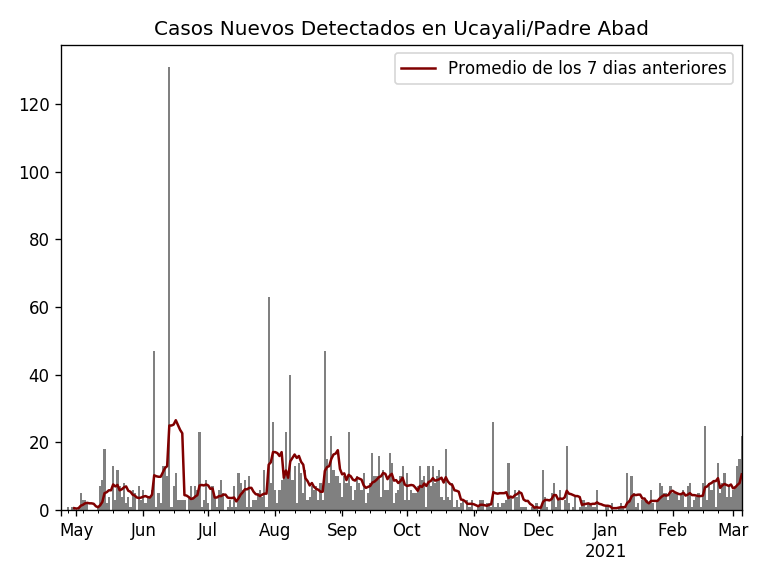 Casos Nuevos Detectados en Ucayali/Padre Abad
Promedio de los 7 dias anteriores
120
100
80
60
40
20
0
May Jun Jul Aug Sep Oct Nov Dec Jan Feb Mar
2021